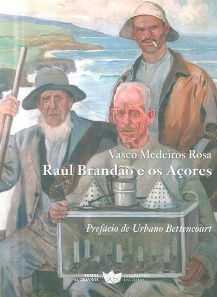 Vasco Medeiros Rosa
Raul Brandão e os Açores
Prefácio de Urbano Bettencourt